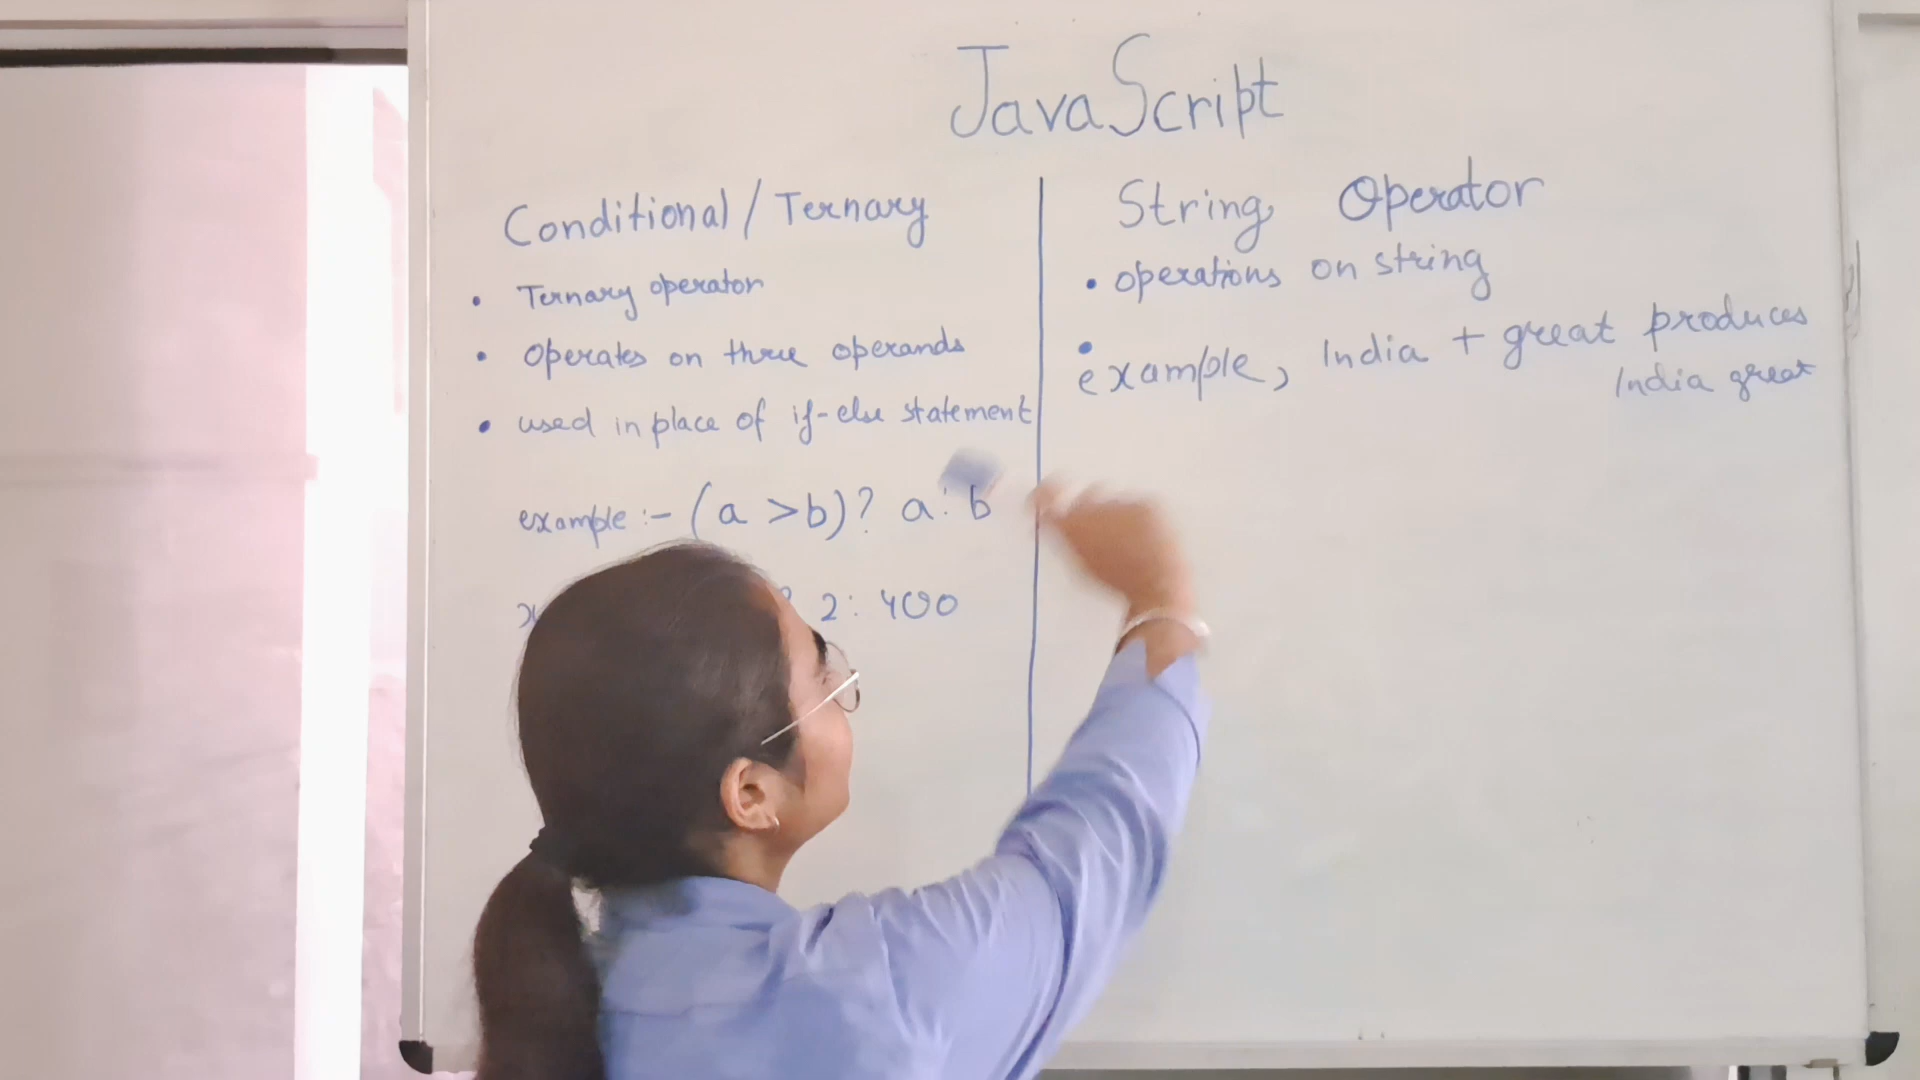 JavaScript
Conditional / Ternary
• Ternary operator
• Operates on three operands
• used in place of if-else statement
example :- (a >b)? a: b
2: 400
String Operator
• operations on string
• example, India + great produces
India great